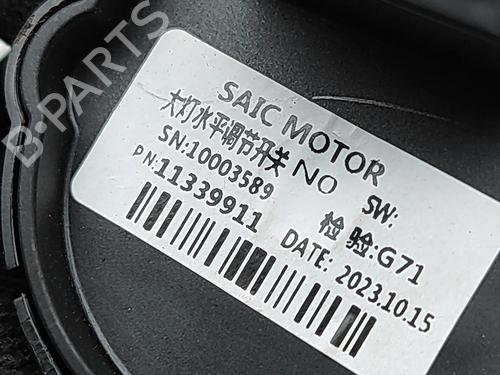 SAIC MOTOR
大灯水平调节开关 NO SW:
SN:10003589 检 验:G71
PN:11339911 DATE: 2023.10.15
B-PARTS